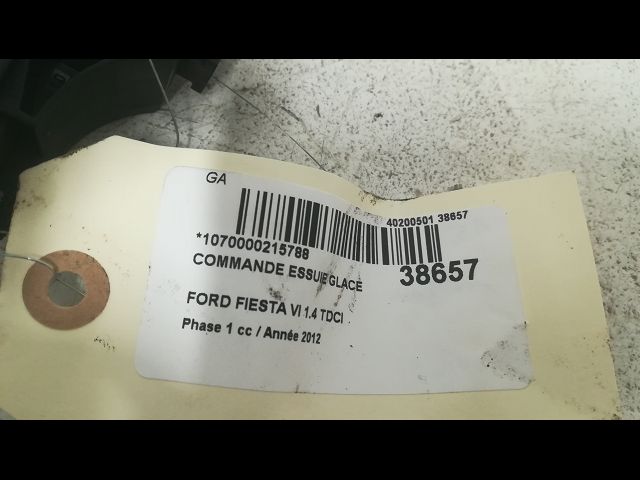 GA
40200501 38657
*1070000215788
COMMANDE ESSUIE GLACE
38657
FORD FIESTA VI 1.4 TDCI
Phase 1 cc / Année 2012